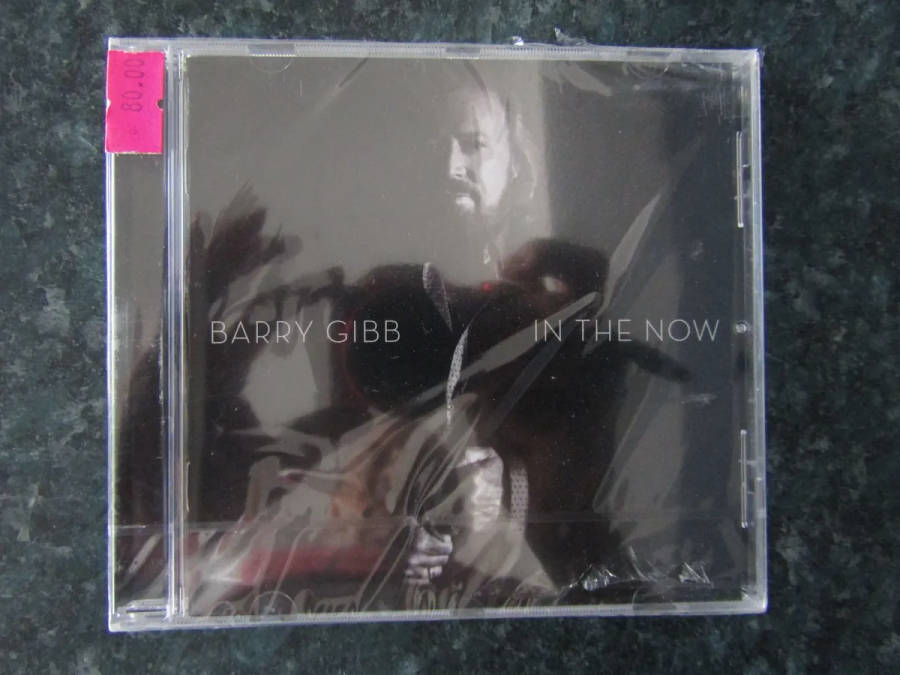 80.00
BARRY GIBB
IN THE NOW